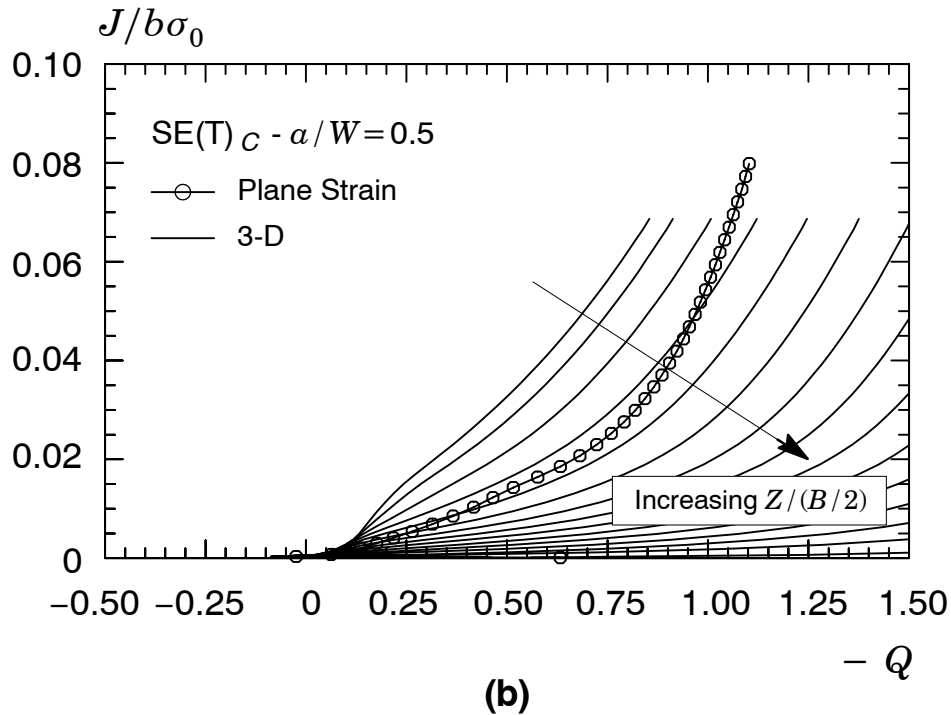 J/bσ₀
0.10
SE(T) C - a/W=0.5
0.08
Plane Strain
3-D
0.06
0.04
0.02
Increasing Z/(B/2)
0
−0.50 −0.25 0 0.25 0.50 0.75 1.00 1.25 1.50
− Q
(b)